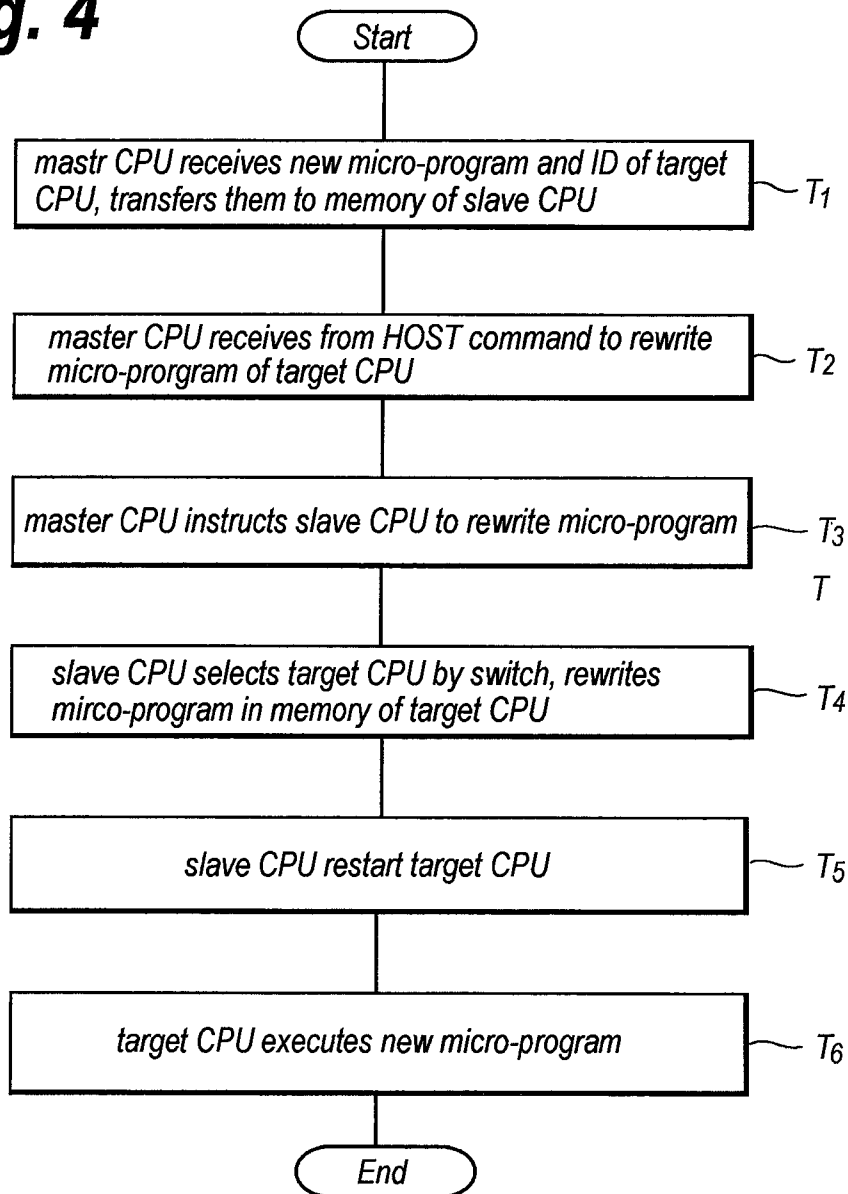 g. 4
Start
mastr CPU receives new micro-program and ID of target
CPU, transfers them to memory of slave CPU
T1
master CPU receives from HOST command to rewrite
micro-prorgram of target CPU
T2
master CPU instructs slave CPU to rewrite micro-program
T3
T
slave CPU selects target CPU by switch, rewrites
mirco-program in memory of target CPU
T4
slave CPU restart target CPU
T5
target CPU executes new micro-program
T6
End